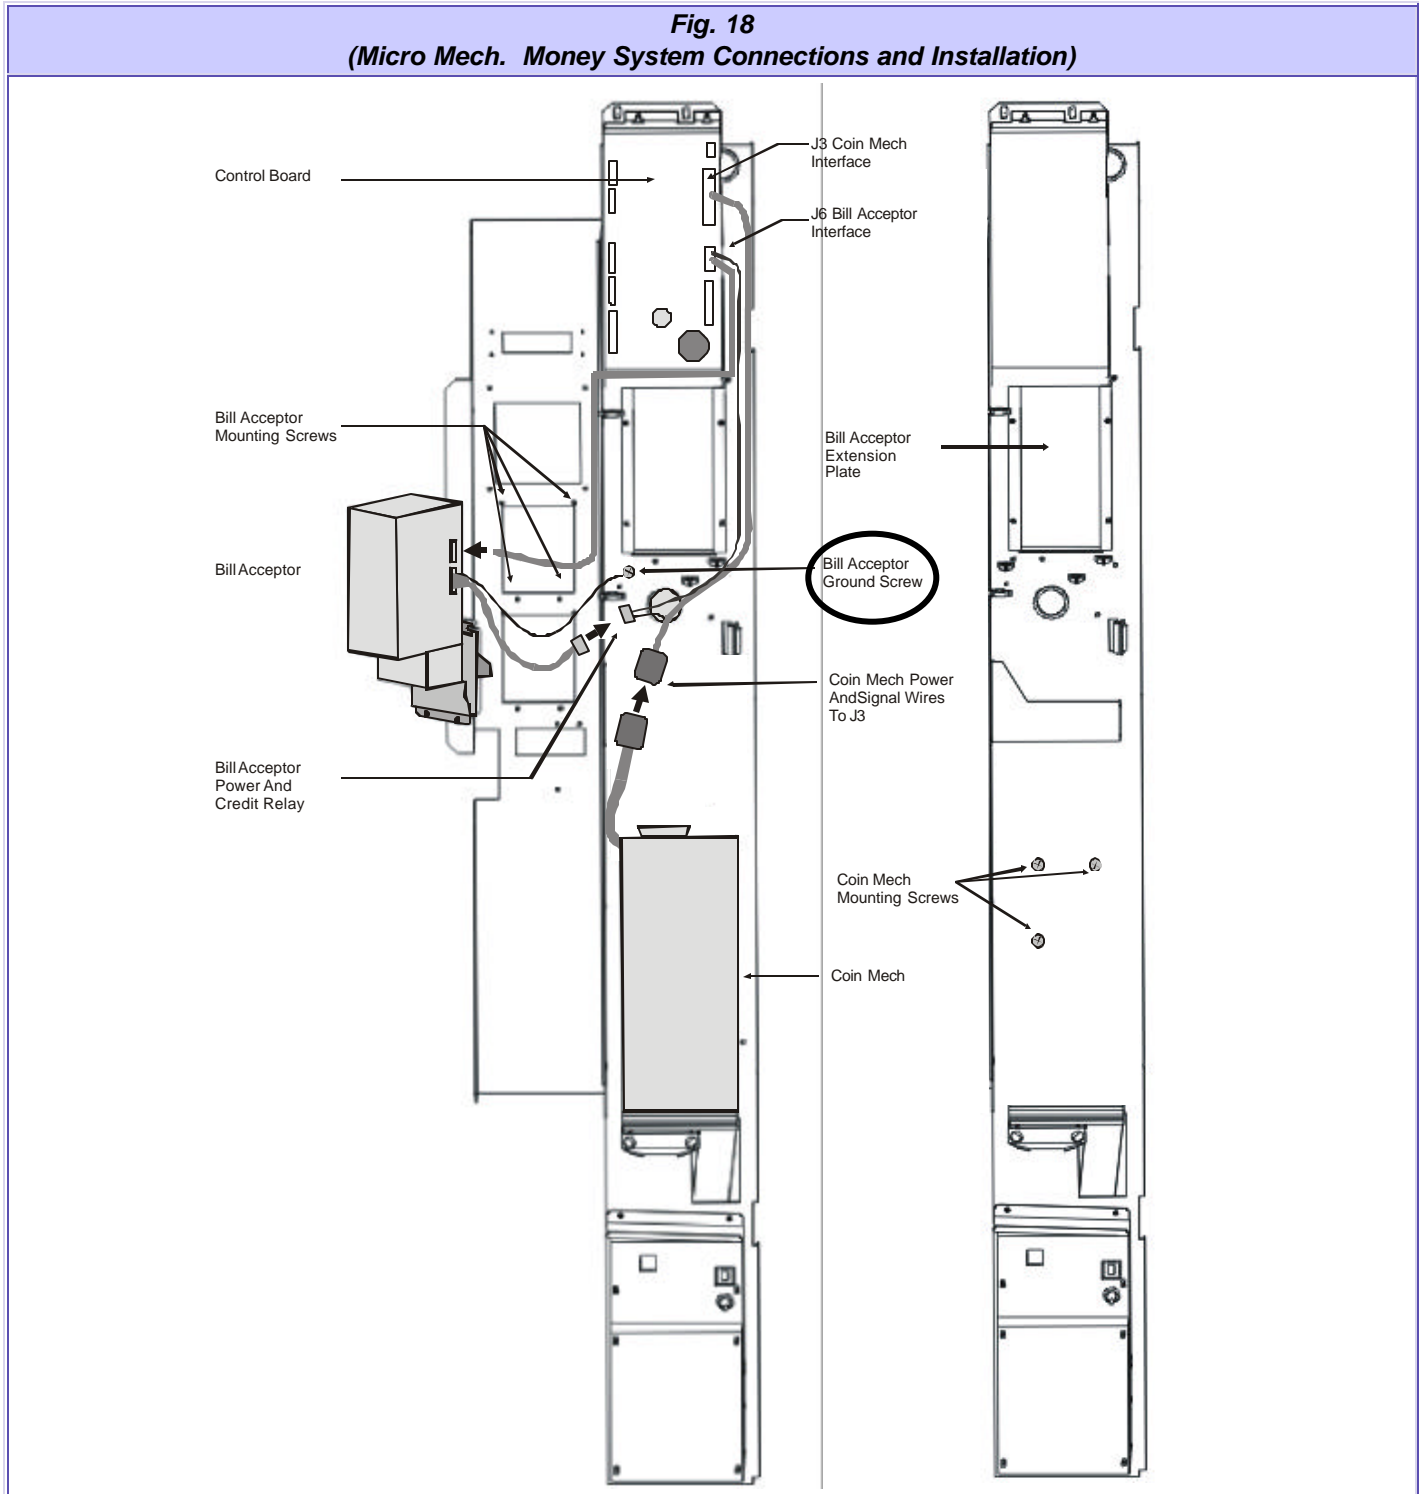 Fig. 18
(Micro Mech. Money System Connections and Installation)
Control Board
J3 Coin Mech
Interface
J6 Bill Acceptor
Interface
Bill Acceptor
Mounting Screws
Bill Acceptor
Extension
Plate
Bill Acceptor
Bill Acceptor
Ground Screw
Coin Mech Power
AndSignal Wires
To J3
Bill Acceptor
Power And
Credit Relay
Coin Mech
Mounting Screws
Coin Mech